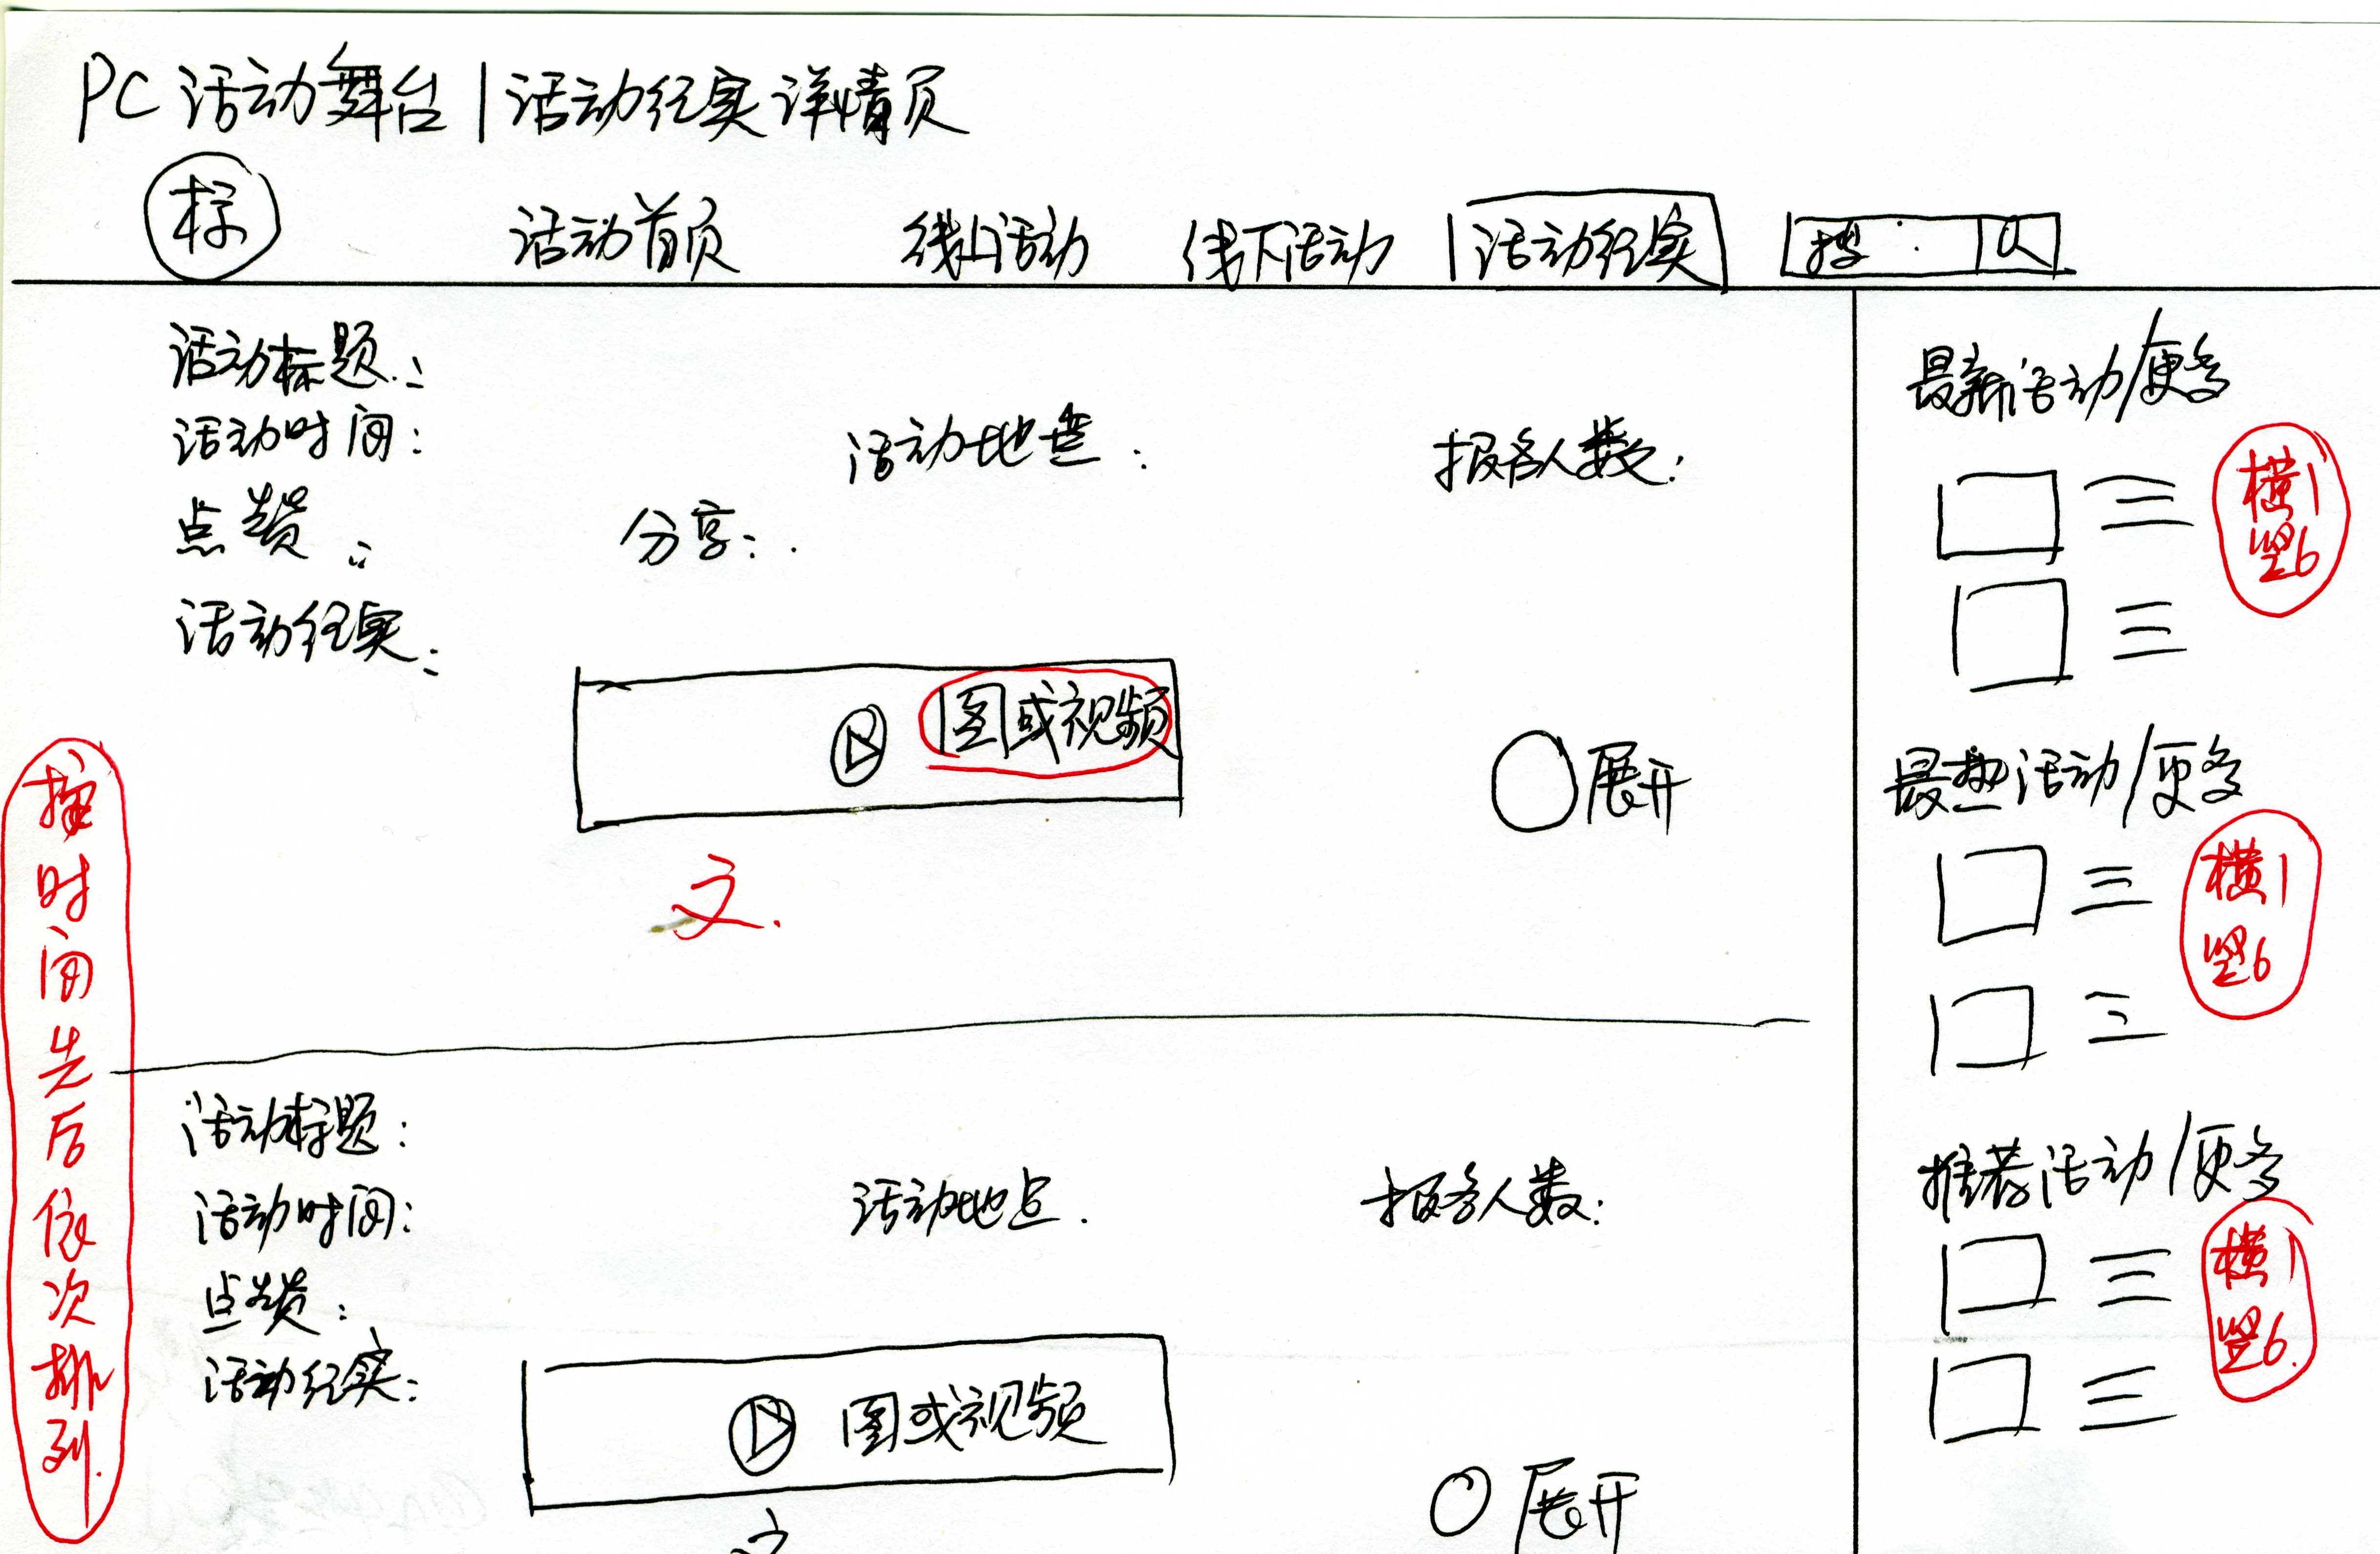 PC 活动舞台 | 活动纪实详情页
标 活动首页 线上活动 线下活动 活动纪实 搜:
活动标题:
活动时间: 活动地点: 报名人数:
点赞: 分享:
活动纪实:
图或视频
展开
文.
活动标题:
活动时间: 活动地点. 报名人数:
点赞:
活动纪实:
图或视频
展开
文
按时间先后依次排列.
最新活动/更多
横1
竖6
最热活动/更多
横1
竖6
推荐活动/更多
横1
竖6.